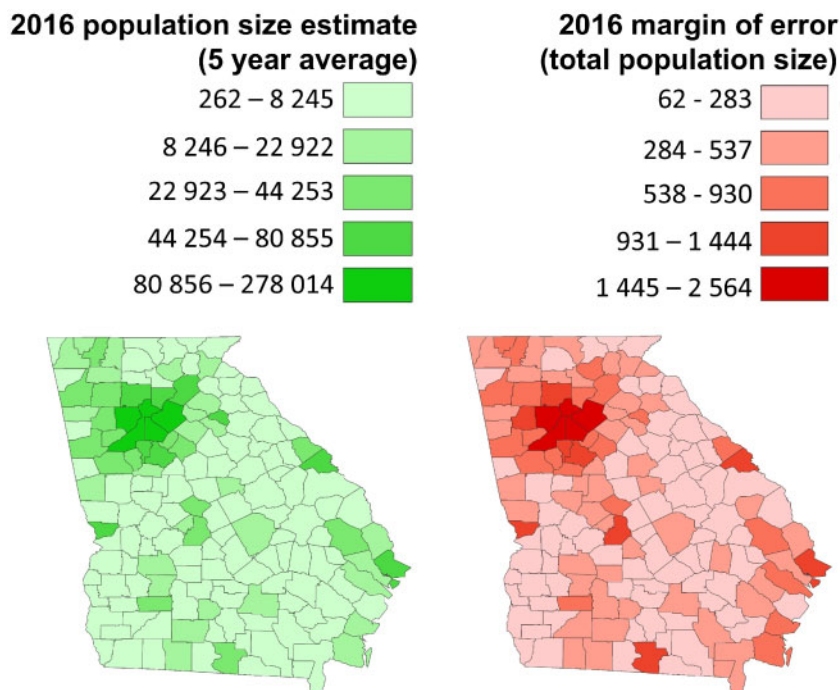 2016 population size estimate
(5 year average)
262 – 8 245
8 246 – 22 922
22 923 – 44 253
44 254 – 80 855
80 856 – 278 014
2016 margin of error
(total population size)
62 - 283
284 - 537
538 - 930
931 – 1 444
1 445 – 2 564